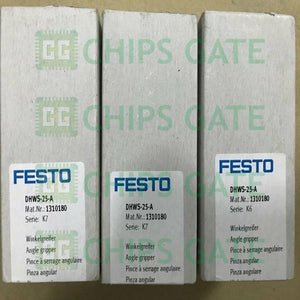 CHIPS GATE
FESTO
DHWS-25-A
Mat.Nr.: 1310180
Serie: K7
Winkelgreifer
Angle gripper
Pince à serrage angulaire
Pinza angular
FESTO
DHWS-25-A
Mat.Nr.: 1310180
Serie: K7
Winkelgreifer
Angle gripper
Pince à serrage angulaire
Pinza angular
FESTO
DHWS-25-A
Mat.Nr.: 1310180
Serie: K6
Winkelgreifer
Angle gripper
Pince à serrage angulaire
Pinza angular